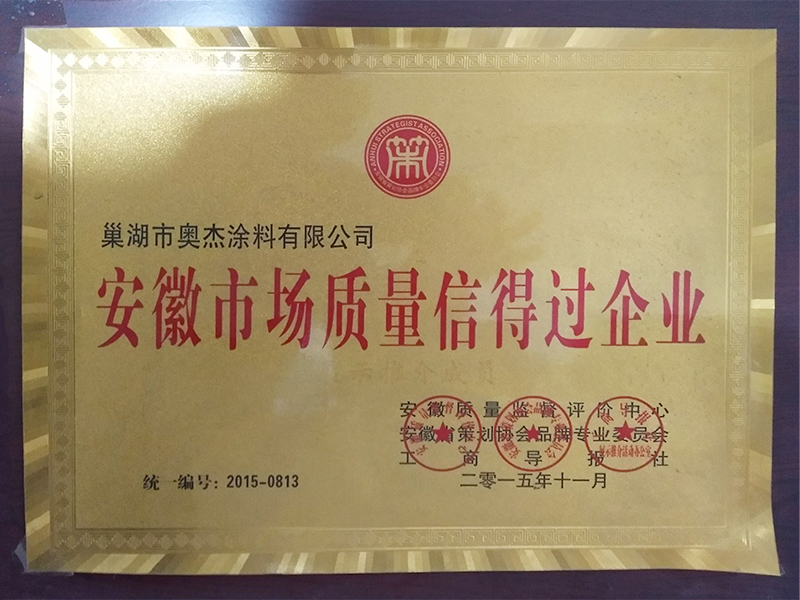 ANHUI STRATEGIST ASSOCIATION
巢湖市奥杰涂料有限公司
安徽市场质量信得过企业
安徽质量监督评价中心
安徽省策划协会品牌专业委员会
工商导报社
二零一五年十一月
统一编号：2015-0813